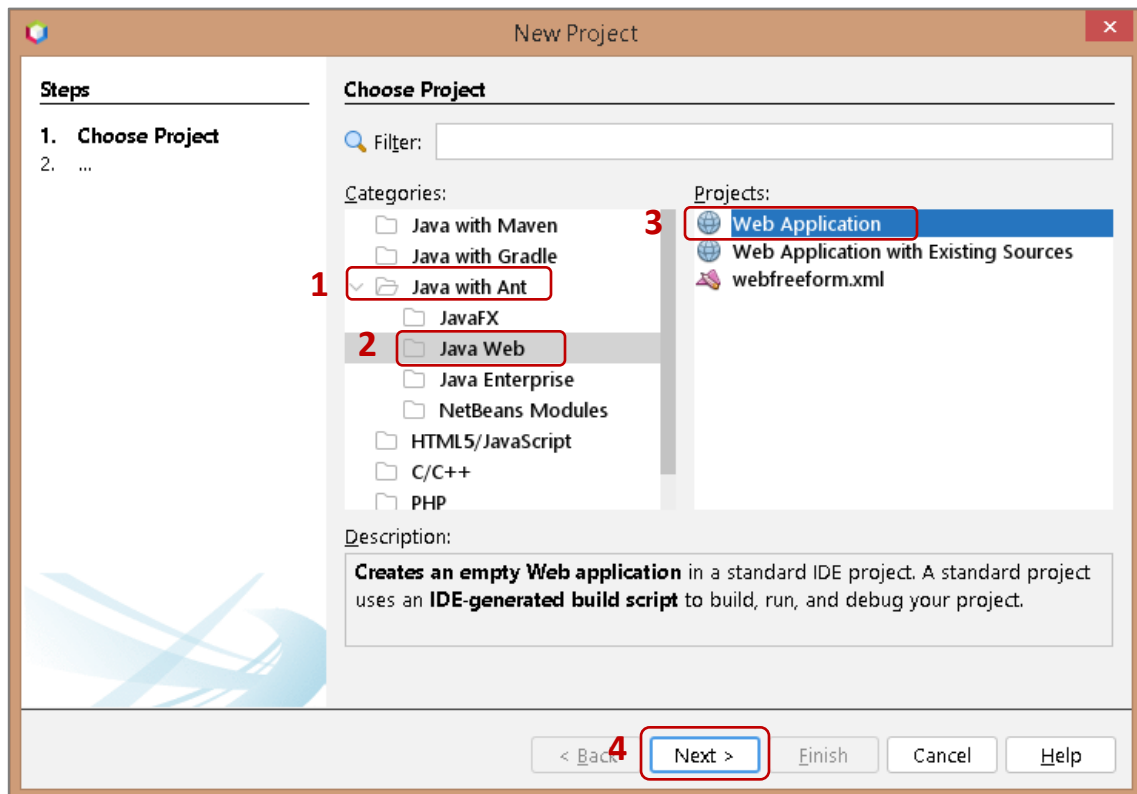 New Project
Steps
1. Choose Project
2. ...
Choose Project
Filter:
Categories:
Java with Maven
Java with Gradle
1 Java with Ant
JavaFX
2 Java Web
Java Enterprise
NetBeans Modules
HTML5/JavaScript
C/C++
PHP
Projects:
3 Web Application
Web Application with Existing Sources
webfreeform.xml
Description:
Creates an empty Web application in a standard IDE project. A standard project
uses an IDE-generated build script to build, run, and debug your project.
< Back 4 Next > Finish Cancel Help